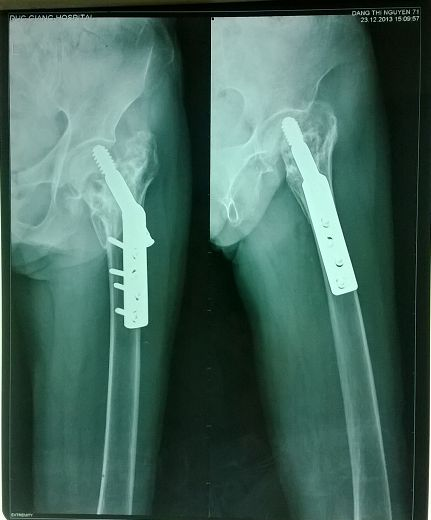 DUC GIANG HOSPITAL
DANG THI NGUYEN 71
23.12.2013 15:09:57
EXTREMITY